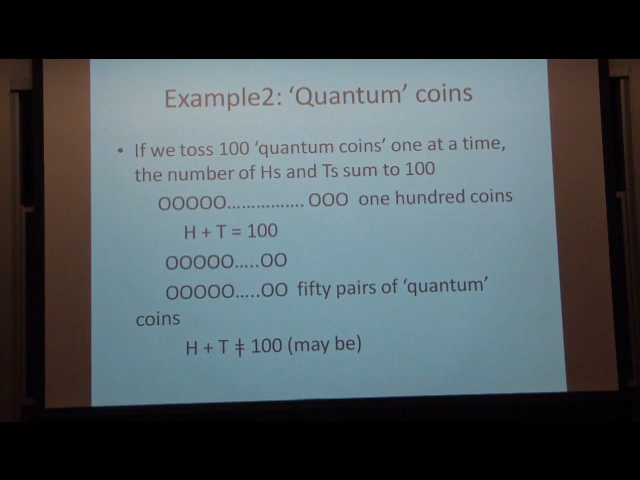 Example2: ‘Quantum’ coins
• If we toss 100 ‘quantum coins’ one at a time,
the number of Hs and Ts sum to 100
OOOOO................ OOO one hundred coins
H + T = 100
OOOOO.....OO
OOOOO.....OO fifty pairs of ‘quantum’
coins
H + T ‡ 100 (may be)